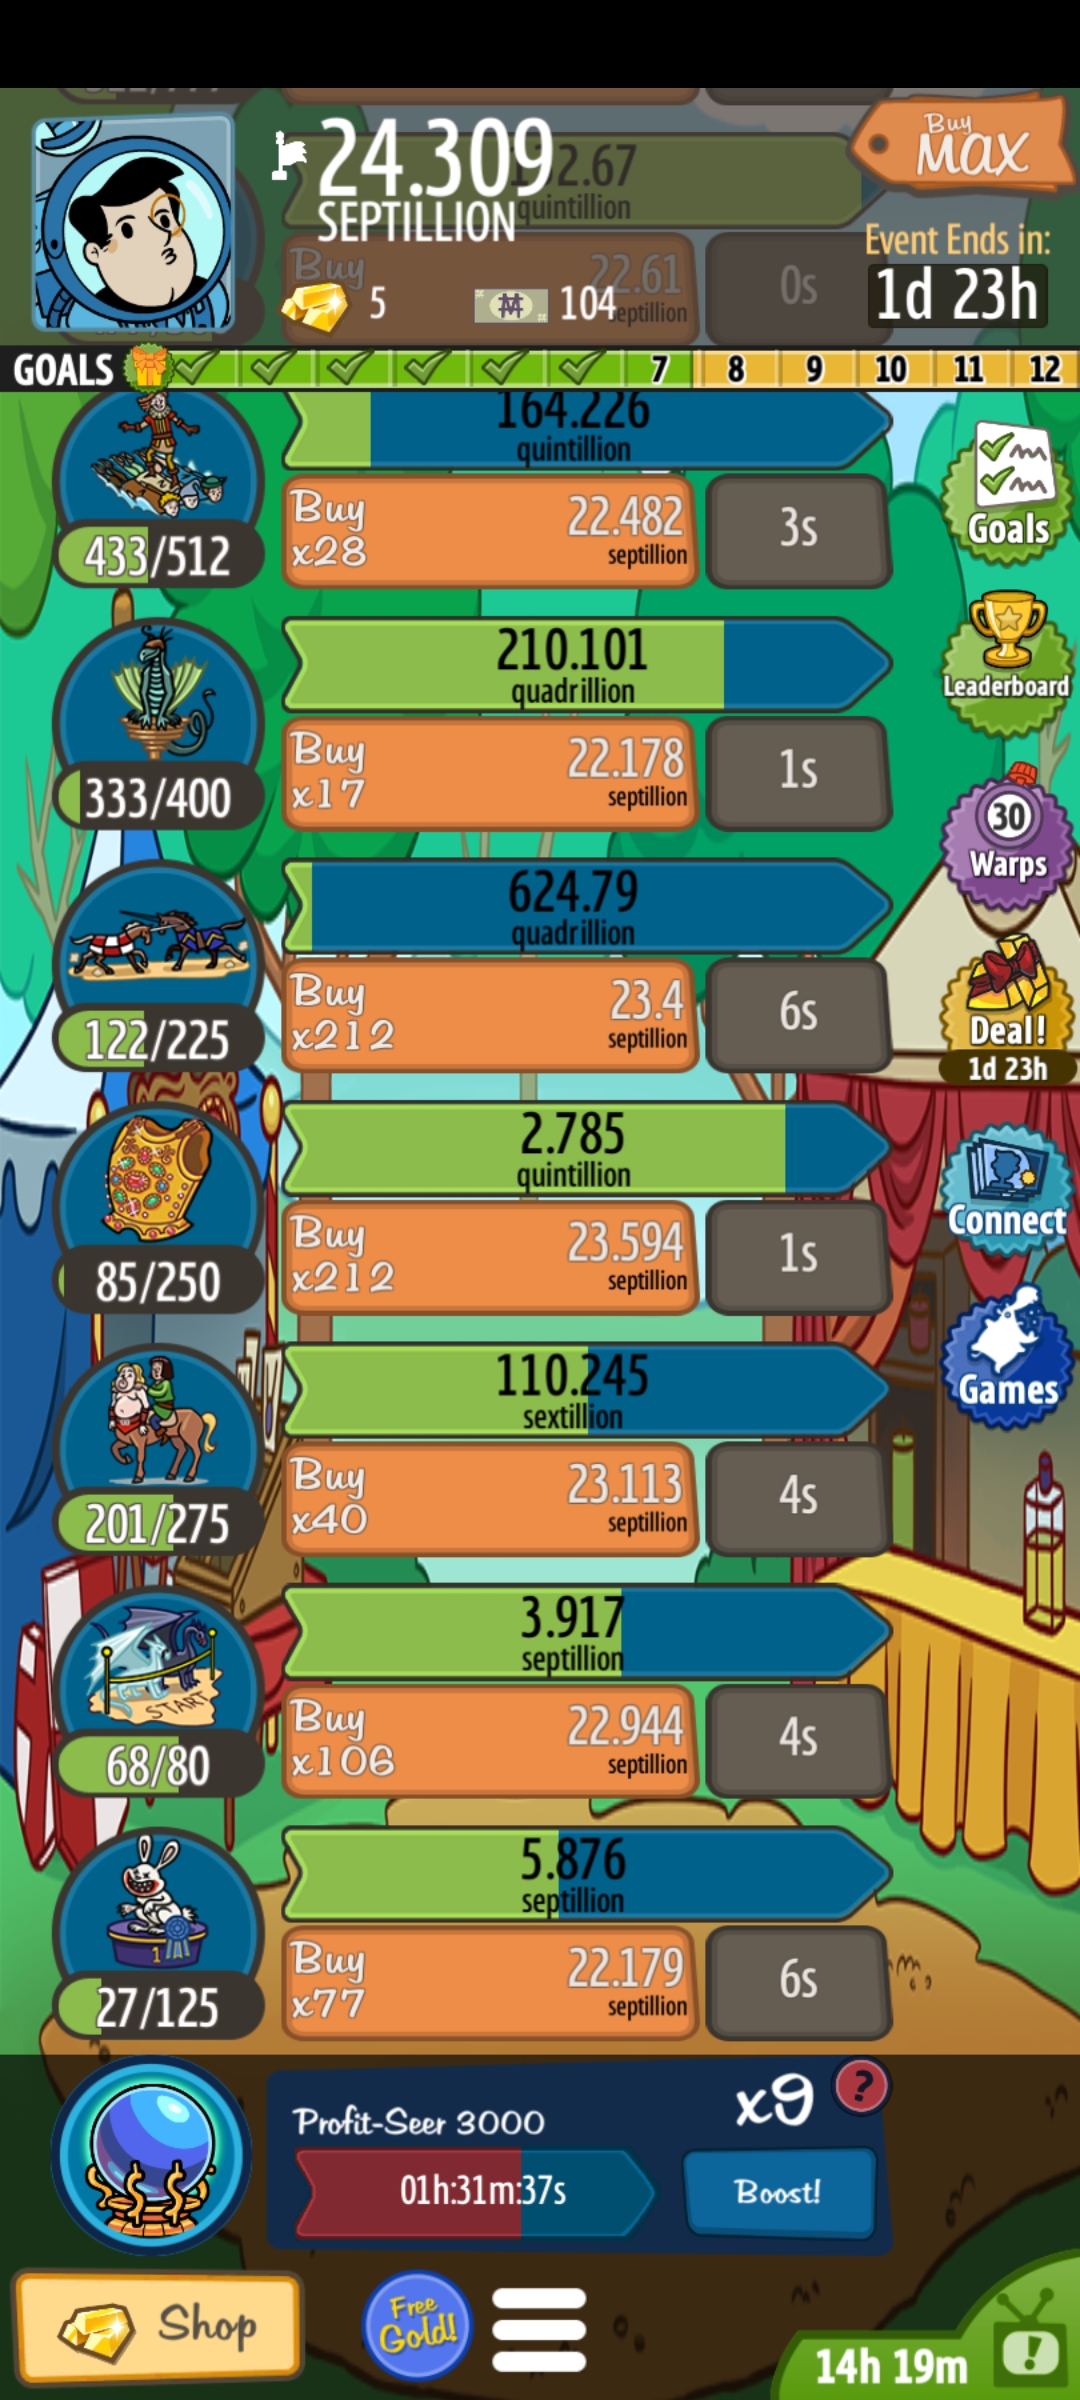 24.309
SEPTILLION
quintillion
Buy
MAX
Event Ends in:
1d 23h
Buy
22.61
septillion
0s
5
104
GOALS
7
8
9
10
11
12
164.226
quintillion
433/512
Buy
x28
22.482
septillion
3s
Goals
210.101
quadrillion
333/400
Buy
x17
22.178
septillion
1s
Leaderboard
30
Warps
624.79
quadrillion
122/225
Buy
x212
23.4
septillion
6s
Deal!
1d 23h
2.785
quintillion
85/250
Buy
x212
23.594
septillion
1s
Connect
110.245
sextillion
201/275
Buy
x40
23.113
septillion
4s
Games
3.917
septillion
START
68/80
Buy
x106
22.944
septillion
4s
5.876
septillion
1
27/125
Buy
x77
22.179
septillion
6s
Profit-Seer 3000
x9
?
01h:31m:37s
Boost!
Shop
Free
Gold!
14h 19m
!